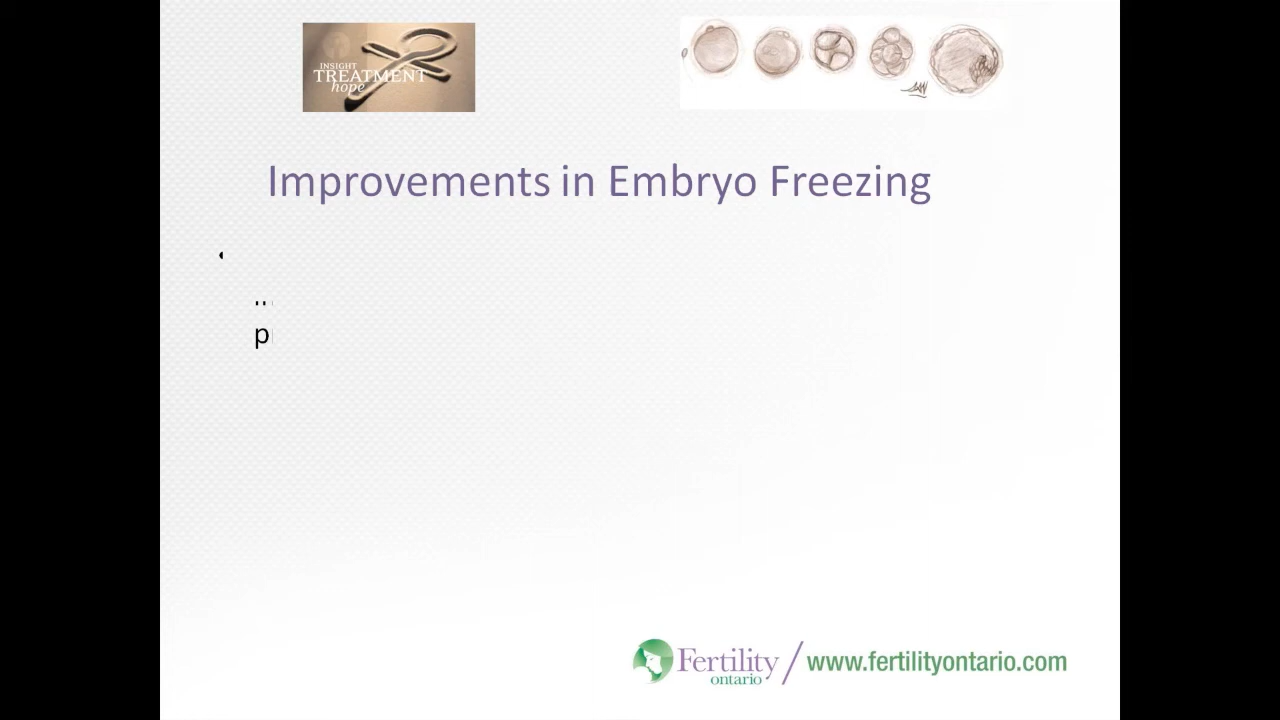 INSIGHT
TREATMENT
hope
Improvements in Embryo Freezing
•
p
Fertility
ontario
www.fertilityontario.com